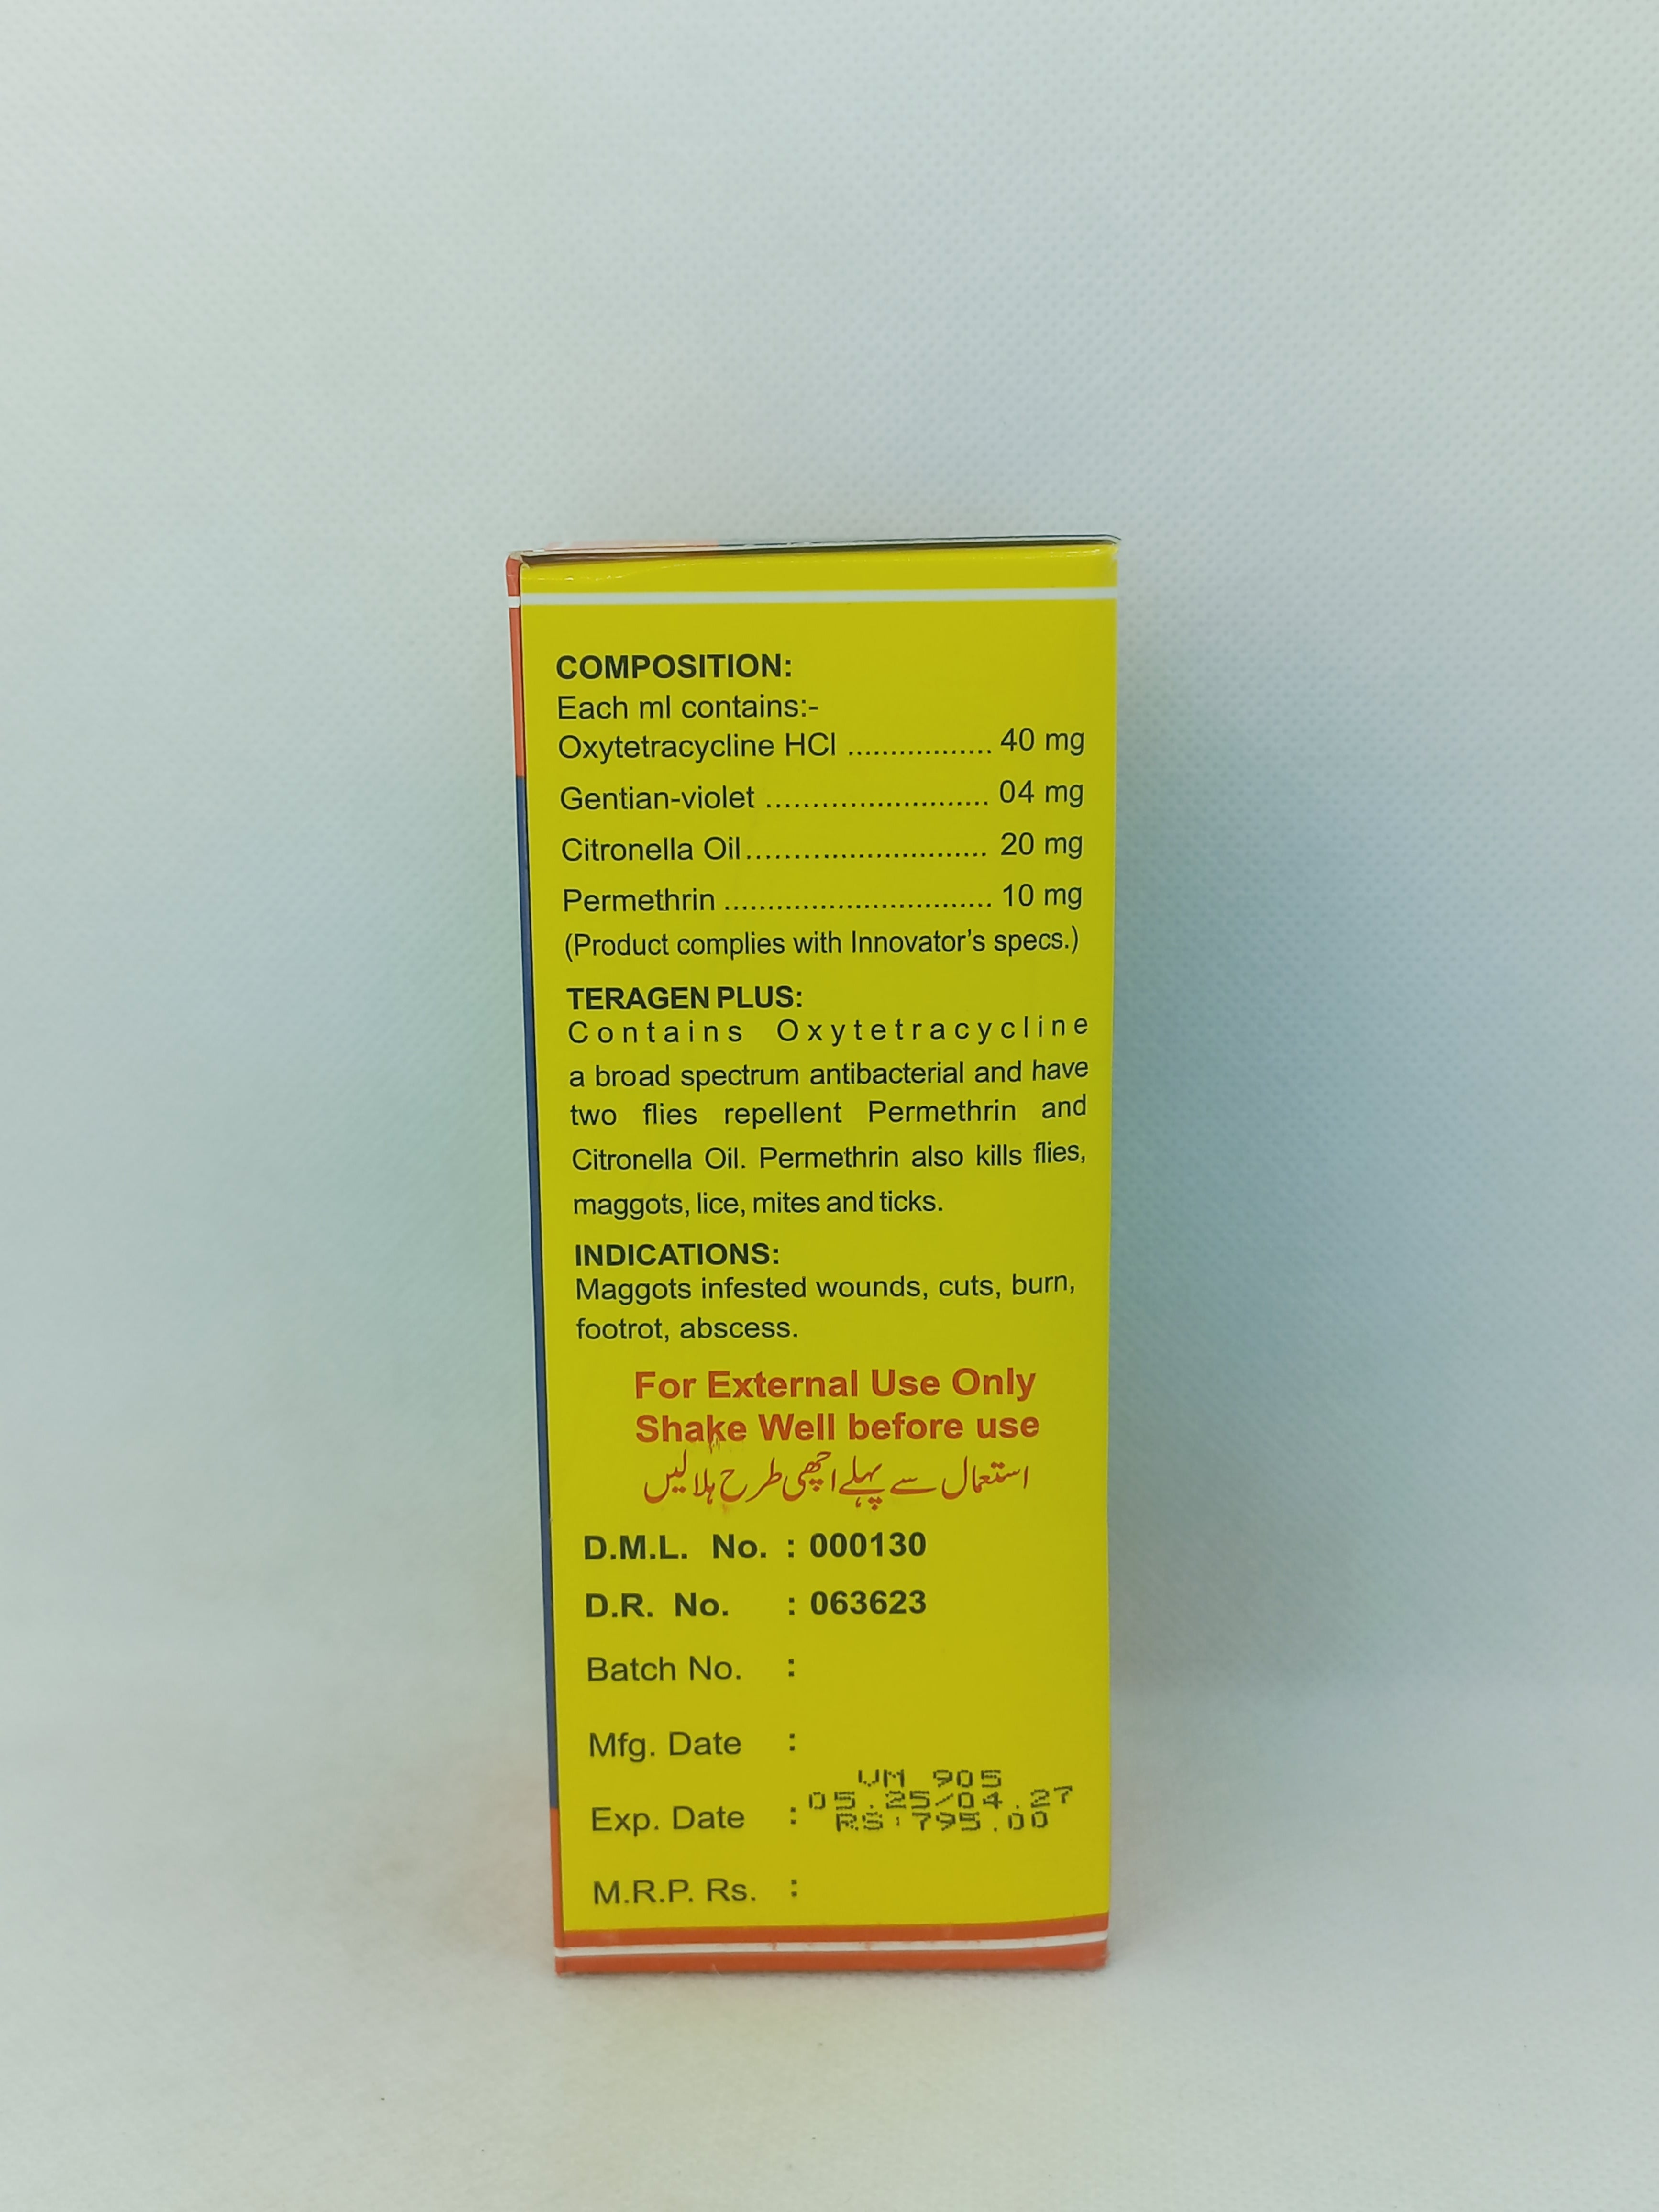 COMPOSITION:
Each ml contains:-
Oxytetracycline HCl ................. 40 mg
Gentian-violet .......................... 04 mg
Citronella Oil............................ 20 mg
Permethrin ............................... 10 mg
(Product complies with Innovator's specs.)
TERAGEN PLUS:
Contains Oxytetracycline
a broad spectrum antibacterial and have
two flies repellent Permethrin and
Citronella Oil. Permethrin also kills flies,
maggots, lice, mites and ticks.
INDICATIONS:
Maggots infested wounds, cuts, burn,
footrot, abscess.
For External Use Only
Shake Well before use
استعمال سے پہلے اچھی طرح ہلا لیں
D.M.L. No. : 000130
D.R. No. : 063623
Batch No. :
Mfg. Date :
VM 905
05.25/04.27
Exp. Date :
RS:795.00
M.R.P. Rs. :